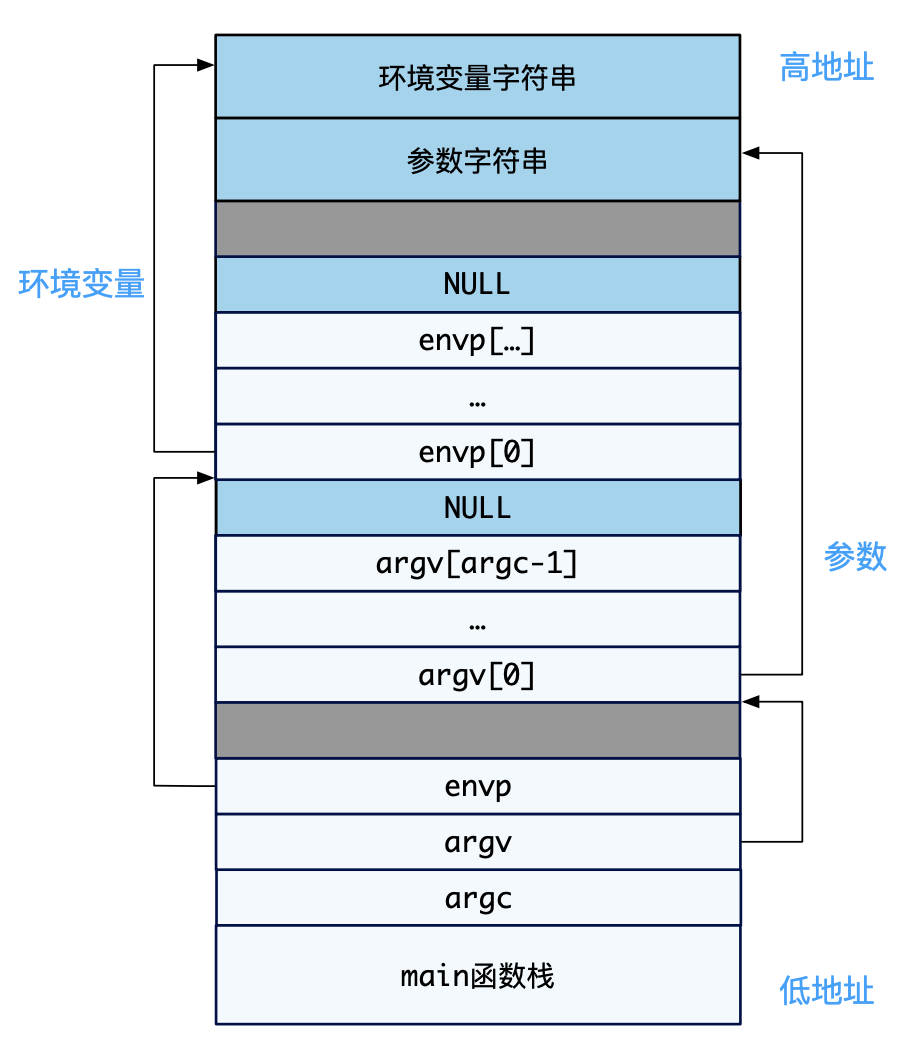 环境变量字符串
高地址
参数字符串
环境变量
NULL
envp[…]
…
envp[0]
NULL
argv[argc-1]
参数
…
argv[0]
envp
argv
argc
main函数栈
低地址